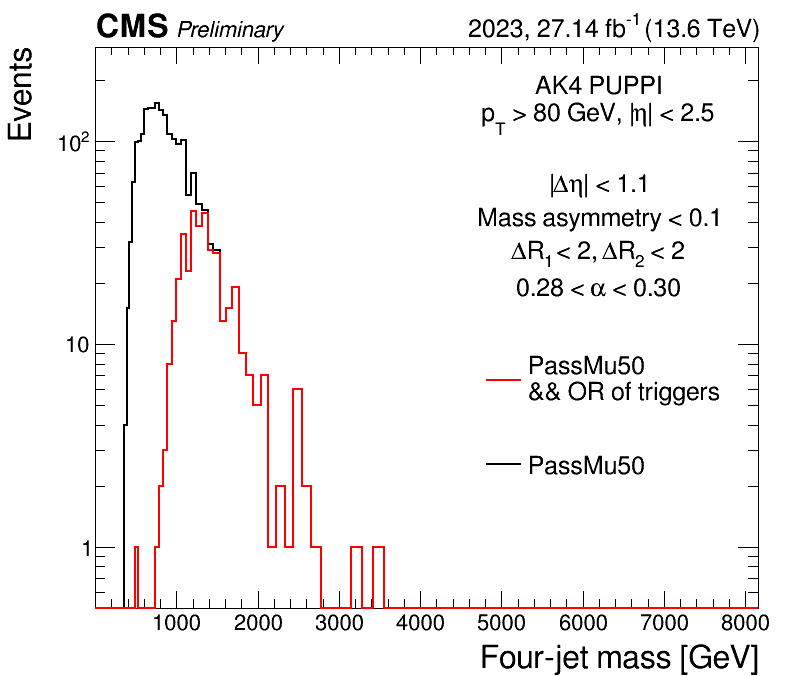 CMS Preliminary 2023, 27.14 fb⁻¹ (13.6 TeV)
Events
AK4 PUPPI
p_T > 80 GeV, |η| < 2.5
|Δη| < 1.1
Mass asymmetry < 0.1
ΔR₁ < 2, ΔR₂ < 2
0.28 < α < 0.30
PassMu50
&& OR of triggers
PassMu50
10²
10
1
1000 2000 3000 4000 5000 6000 7000 8000
Four-jet mass [GeV]